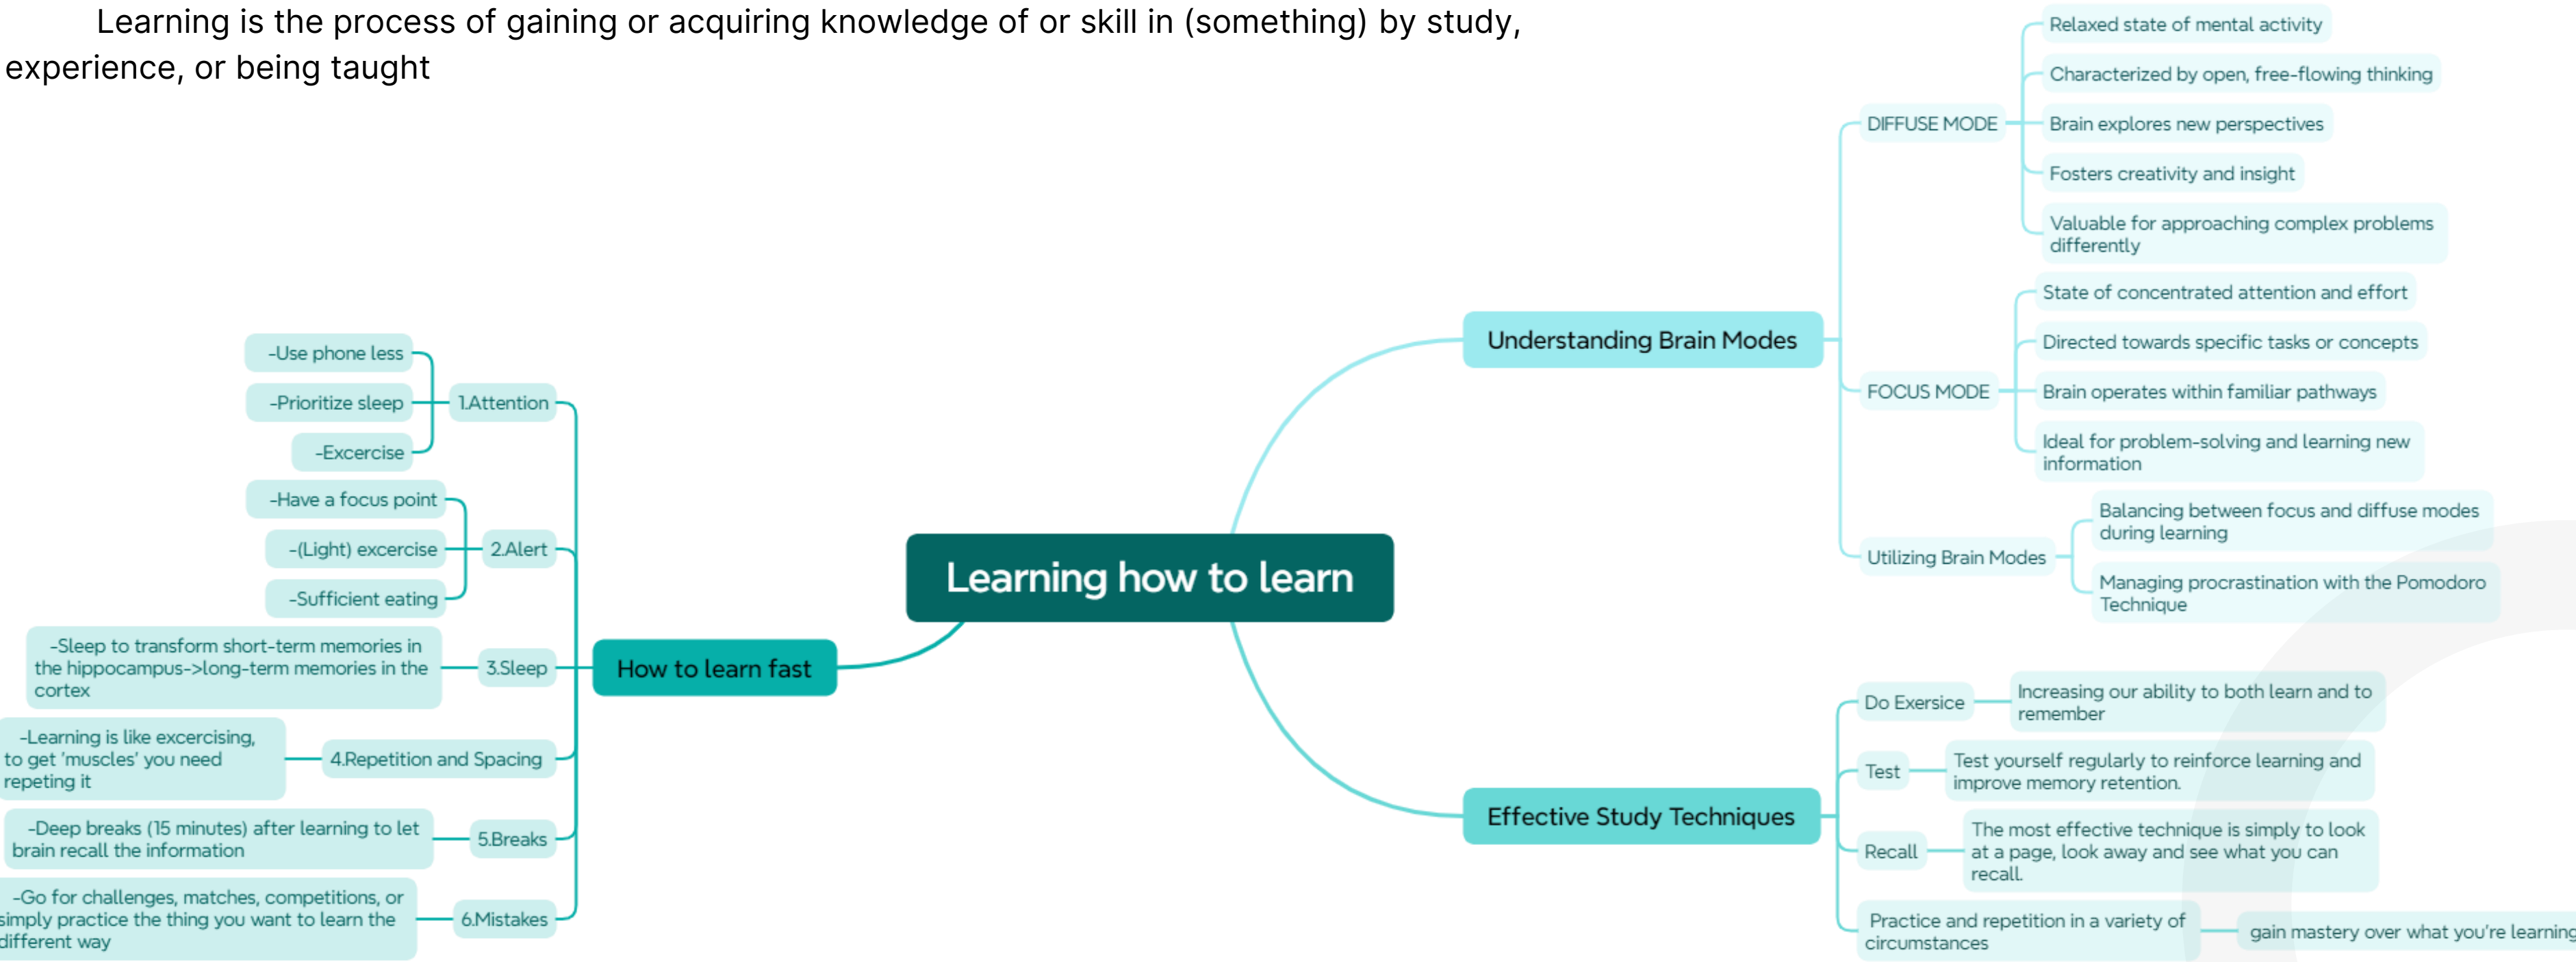 Learning is the process of gaining or acquiring knowledge of or skill in (something) by study,
experience, or being taught
Learning how to learn
Understanding Brain Modes
DIFFUSE MODE
Relaxed state of mental activity
Characterized by open, free-flowing thinking
Brain explores new perspectives
Fosters creativity and insight
Valuable for approaching complex problems
differently
FOCUS MODE
State of concentrated attention and effort
Directed towards specific tasks or concepts
Brain operates within familiar pathways
Ideal for problem-solving and learning new
information
Utilizing Brain Modes
Balancing between focus and diffuse modes
during learning
Managing procrastination with the Pomodoro
Technique
Effective Study Techniques
Do Exersice
Increasing our ability to both learn and to
remember
Test
Test yourself regularly to reinforce learning and
improve memory retention.
Recall
The most effective technique is simply to look
at a page, look away and see what you can
recall.
Practice and repetition in a variety of
circumstances
gain mastery over what you're learning
How to learn fast
1.Attention
-Use phone less
-Prioritize sleep
-Excercise
2.Alert
-Have a focus point
-(Light) excercise
-Sufficient eating
3.Sleep
-Sleep to transform short-term memories in
the hippocampus->long-term memories in the
cortex
4.Repetition and Spacing
-Learning is like excercising,
to get 'muscles' you need
repeting it
5.Breaks
-Deep breaks (15 minutes) after learning to let
brain recall the information
6.Mistakes
-Go for challenges, matches, competitions, or
simply practice the thing you want to learn the
different way